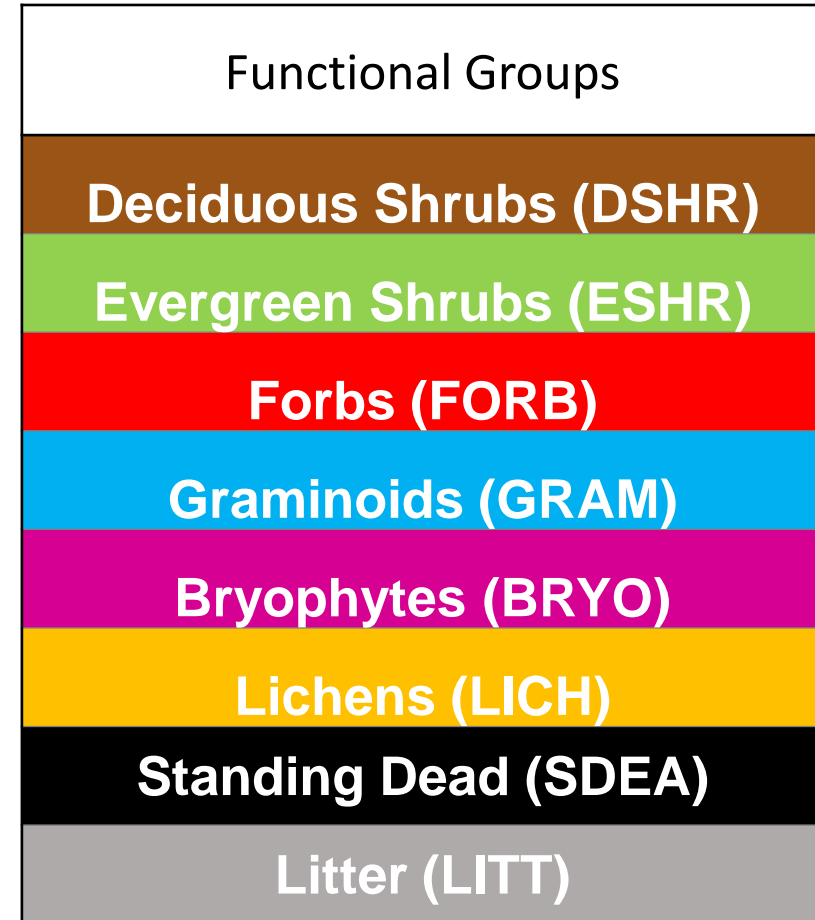 Functional Groups
Deciduous Shrubs (DSHR)
Evergreen Shrubs (ESHR)
Forbs (FORB)
Graminoids (GRAM)
Bryophytes (BRYO)
Lichens (LICH)
Standing Dead (SDEA)
Litter (LITT)